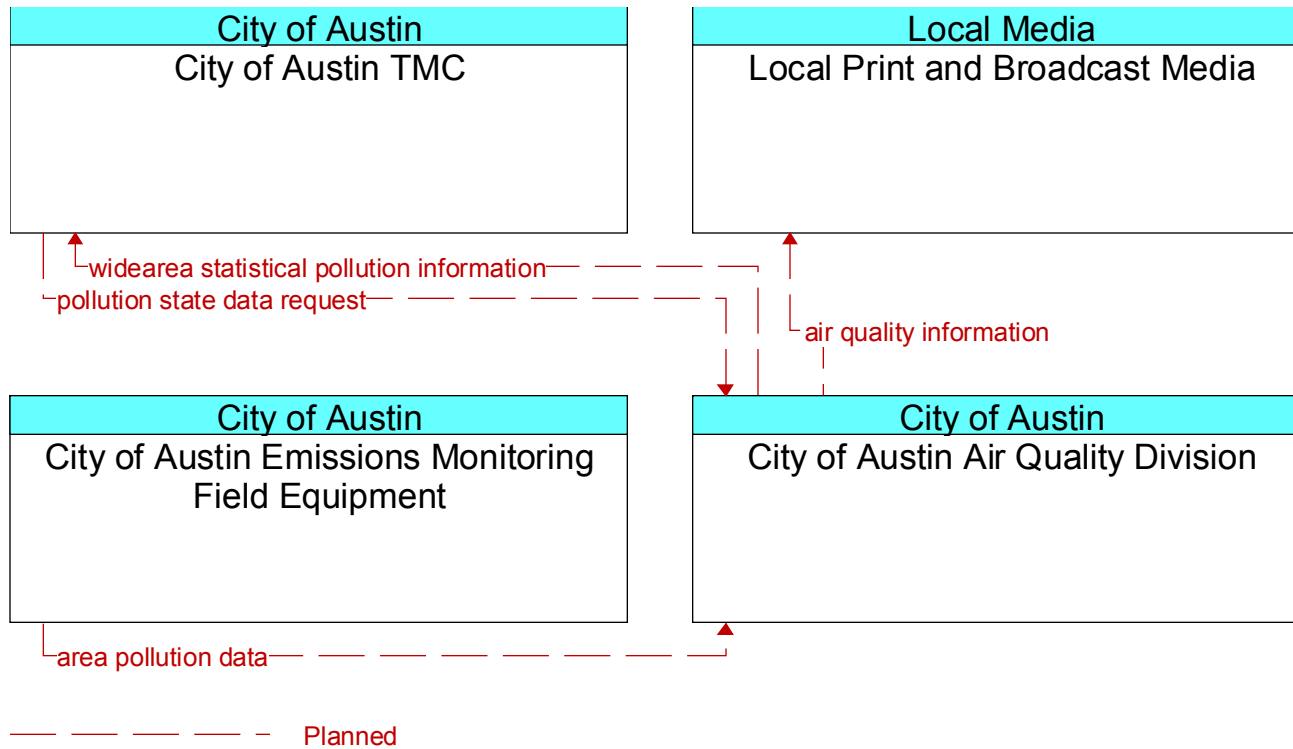 City of Austin
City of Austin TMC
Local Media
Local Print and Broadcast Media
widearea statistical pollution information
pollution state data request
air quality information
City of Austin
City of Austin Emissions Monitoring
Field Equipment
City of Austin
City of Austin Air Quality Division
area pollution data
Planned